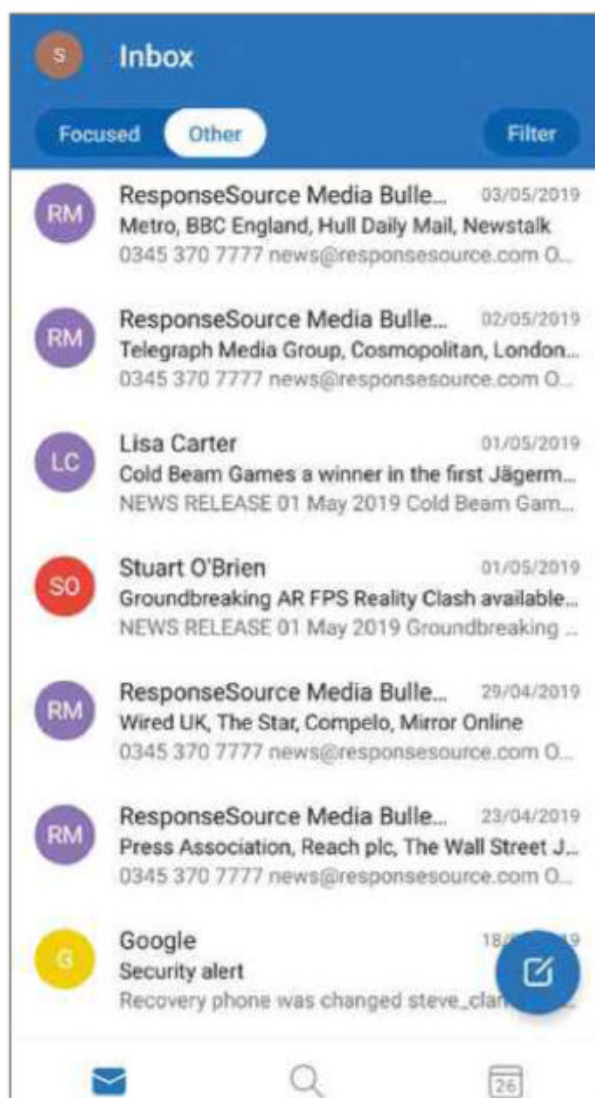 S
Inbox
Focused Other Filter
RM
ResponseSource Media Bulle... 03/05/2019
Metro, BBC England, Hull Daily Mail, Newstalk
0345 370 7777 news@responsesource.com O...
RM
ResponseSource Media Bulle... 02/05/2019
Telegraph Media Group, Cosmopolitan, London...
0345 370 7777 news@responsesource.com O...
LC
Lisa Carter 01/05/2019
Cold Beam Games a winner in the first Jägerm...
NEWS RELEASE 01 May 2019 Cold Beam Gam...
SO
Stuart O'Brien 01/05/2019
Groundbreaking AR FPS Reality Clash available...
NEWS RELEASE 01 May 2019 Groundbreaking ...
RM
ResponseSource Media Bulle... 29/04/2019
Wired UK, The Star, Compelo, Mirror Online
0345 370 7777 news@responsesource.com O...
RM
ResponseSource Media Bulle... 23/04/2019
Press Association, Reach plc, The Wall Street J...
0345 370 7777 news@responsesource.com O...
G
Google
Security alert
Recovery phone was changed
26